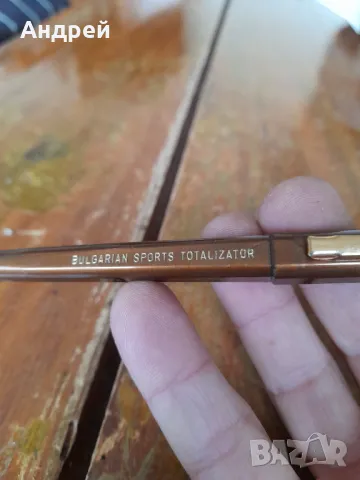 Андрей
BULGARIAN SPORTS TOTALIZATOR
BAZAR